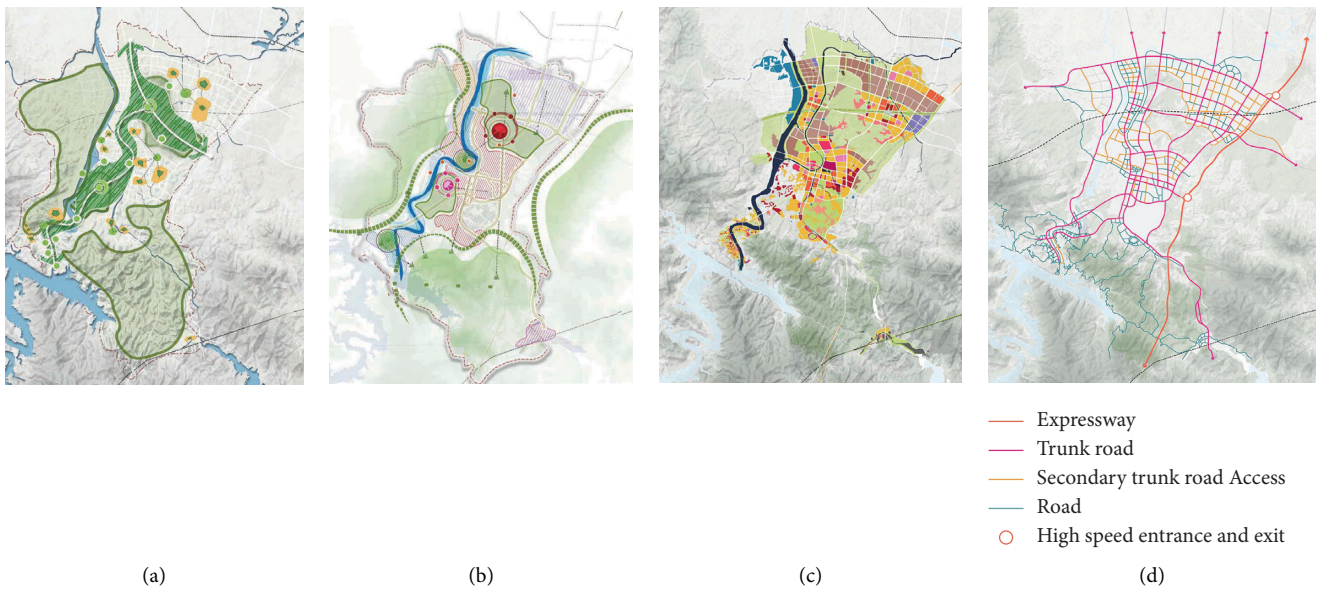 Expressway
Trunk road
Secondary trunk road Access
Road
High speed entrance and exit
(a)
(b)
(c)
(d)